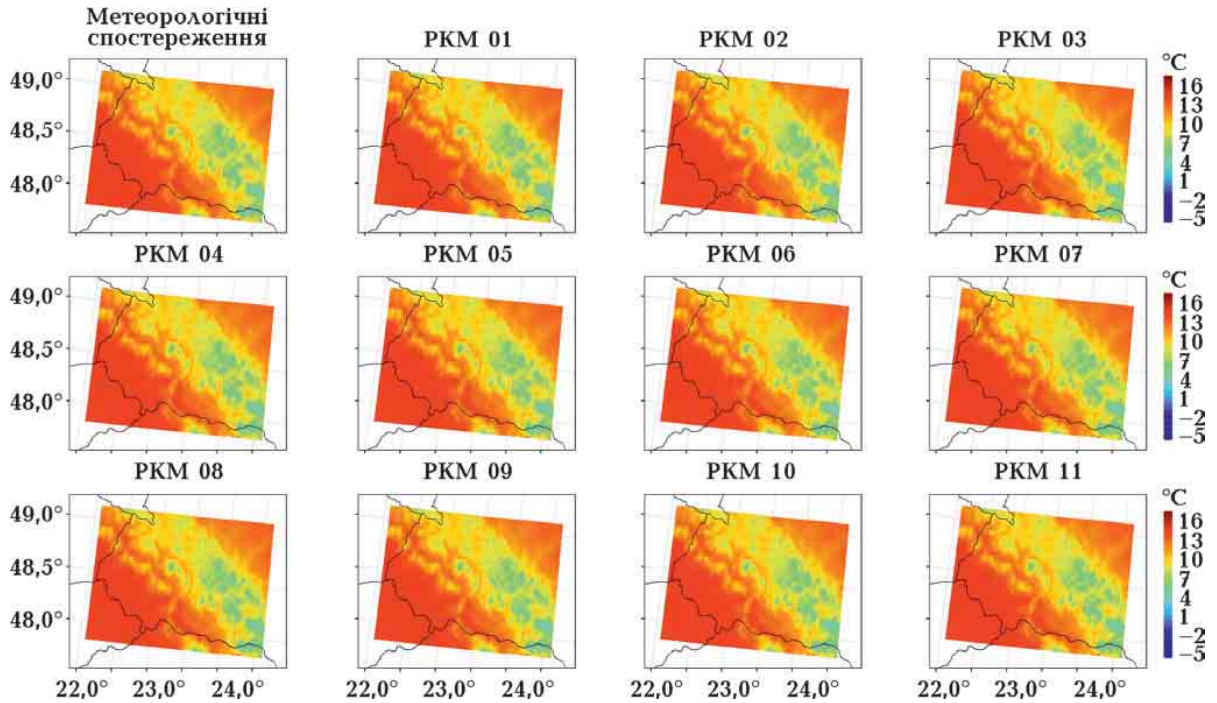 Метеорологічні
спостереження
РКМ 01
РКМ 02
РКМ 03
°C
49,0°
48,5°
48,0°
16
13
10
7
4
1
−2
−5
РКМ 04
РКМ 05
РКМ 06
РКМ 07
°C
49,0°
48,5°
48,0°
16
13
10
7
4
1
−2
−5
РКМ 08
РКМ 09
РКМ 10
РКМ 11
°C
49,0°
48,5°
48,0°
16
13
10
7
4
1
−2
−5
22,0° 23,0° 24,0°
22,0° 23,0° 24,0°
22,0° 23,0° 24,0°
22,0° 23,0° 24,0°